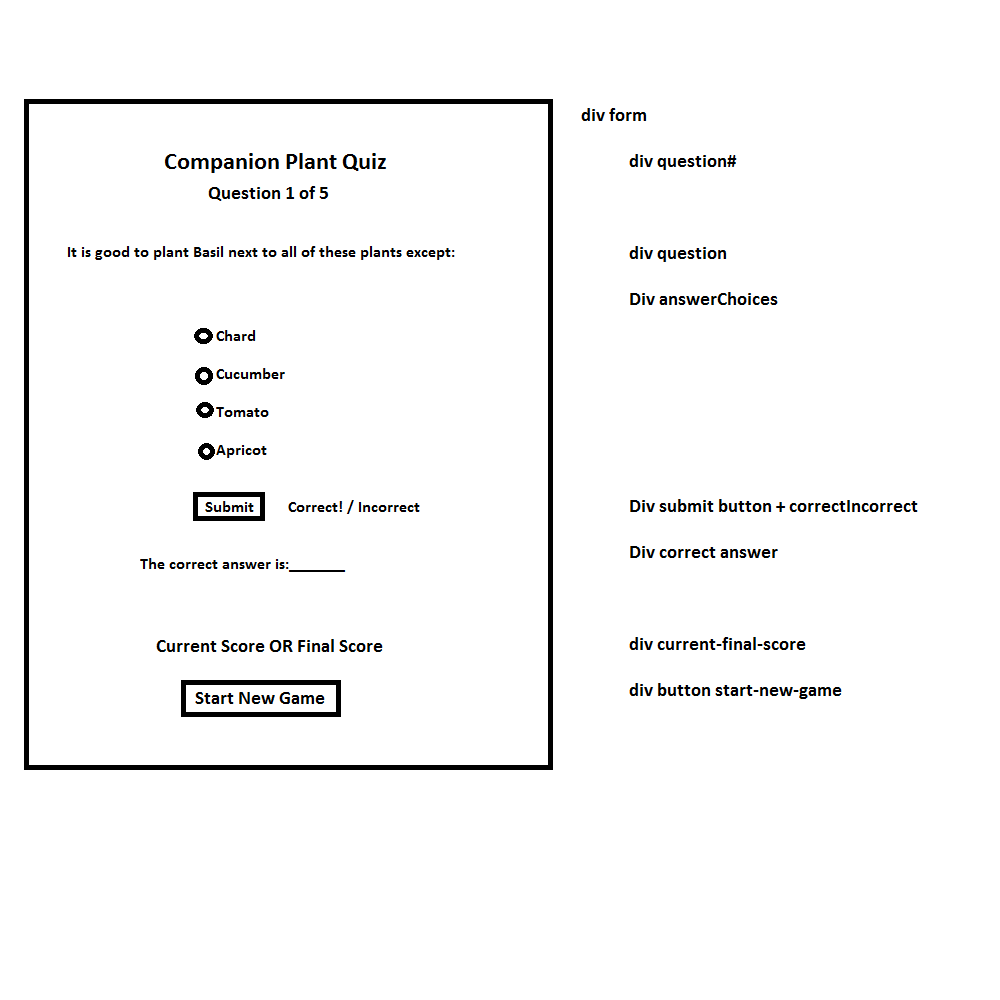 Companion Plant Quiz
Question 1 of 5
It is good to plant Basil next to all of these plants except:
Chard
Cucumber
Tomato
Apricot
Submit Correct! / Incorrect
The correct answer is:_______
Current Score OR Final Score
Start New Game
div form
div question#
div question
Div answerChoices
Div submit button + correctIncorrect
Div correct answer
div current-final-score
div button start-new-game